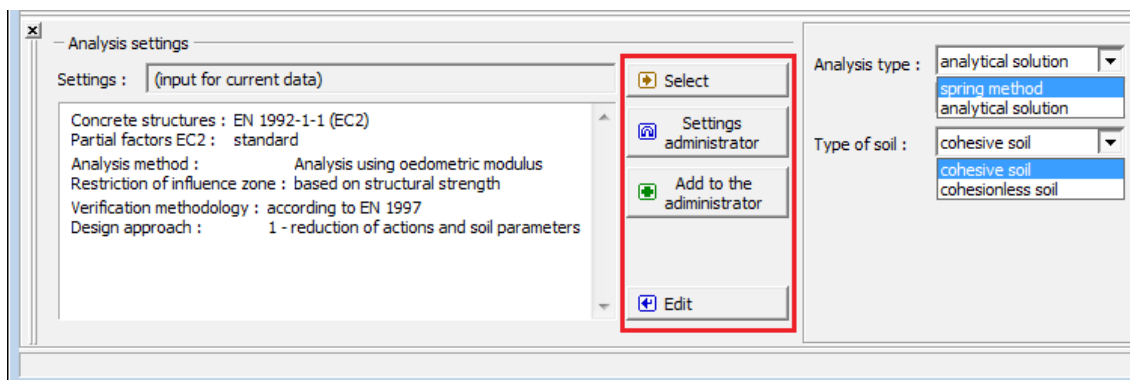 x
Analysis settings
Settings : (input for current data)
Concrete structures : EN 1992-1-1 (EC2)
Partial factors EC2 : standard
Analysis method : Analysis using oedometric modulus
Restriction of influence zone : based on structural strength
Verification methodology : according to EN 1997
Design approach : 1 - reduction of actions and soil parameters
Select
Settings
administrator
Add to the
adiministrator
Edit
Analysis type : analytical solution
spring method
analytical solution
Type of soil : cohesive soil
cohesive soil
cohesionless soil